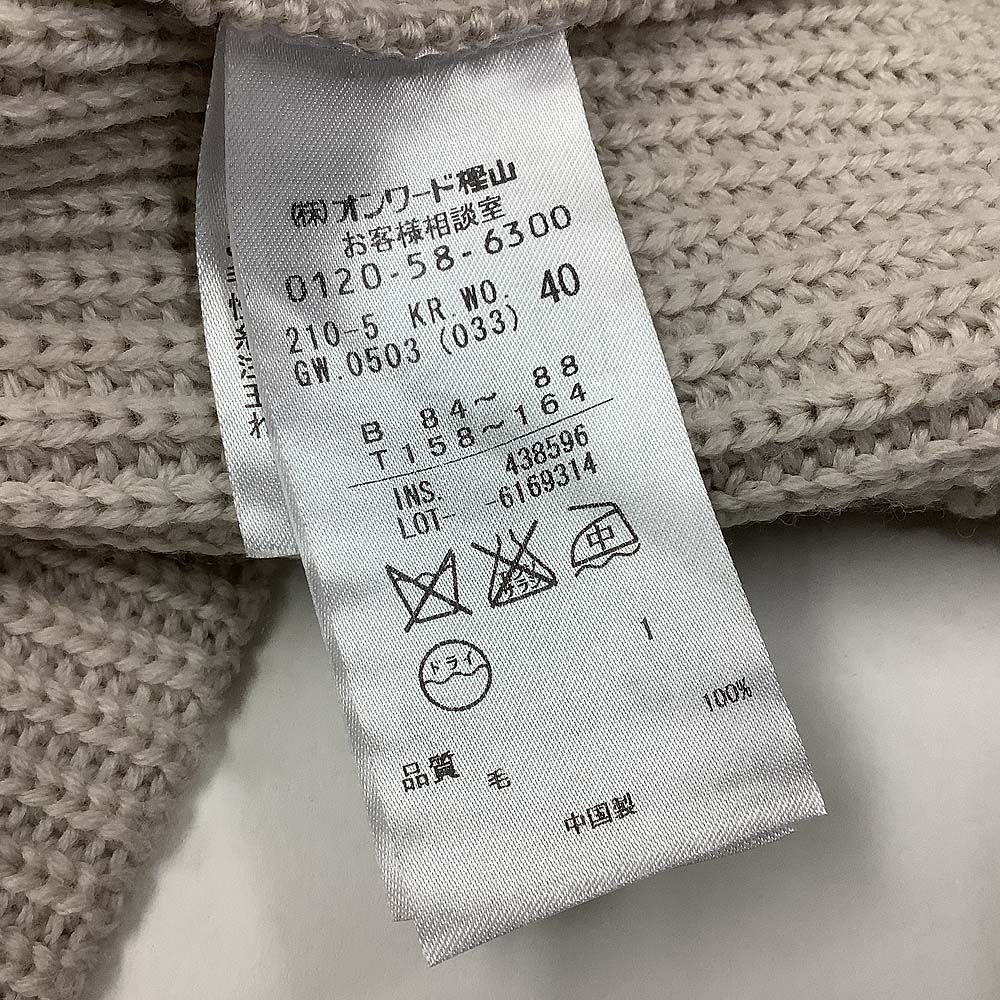 (株)オンワード樫山
お客様相談室
0120-58-6300
210-5 KR.WO. 40
GW.0503 (033)
B 84～ 88
T 158～164
INS. 438596
LOT- -6169314
中
ドライ
1
100%
品質 毛
中国製